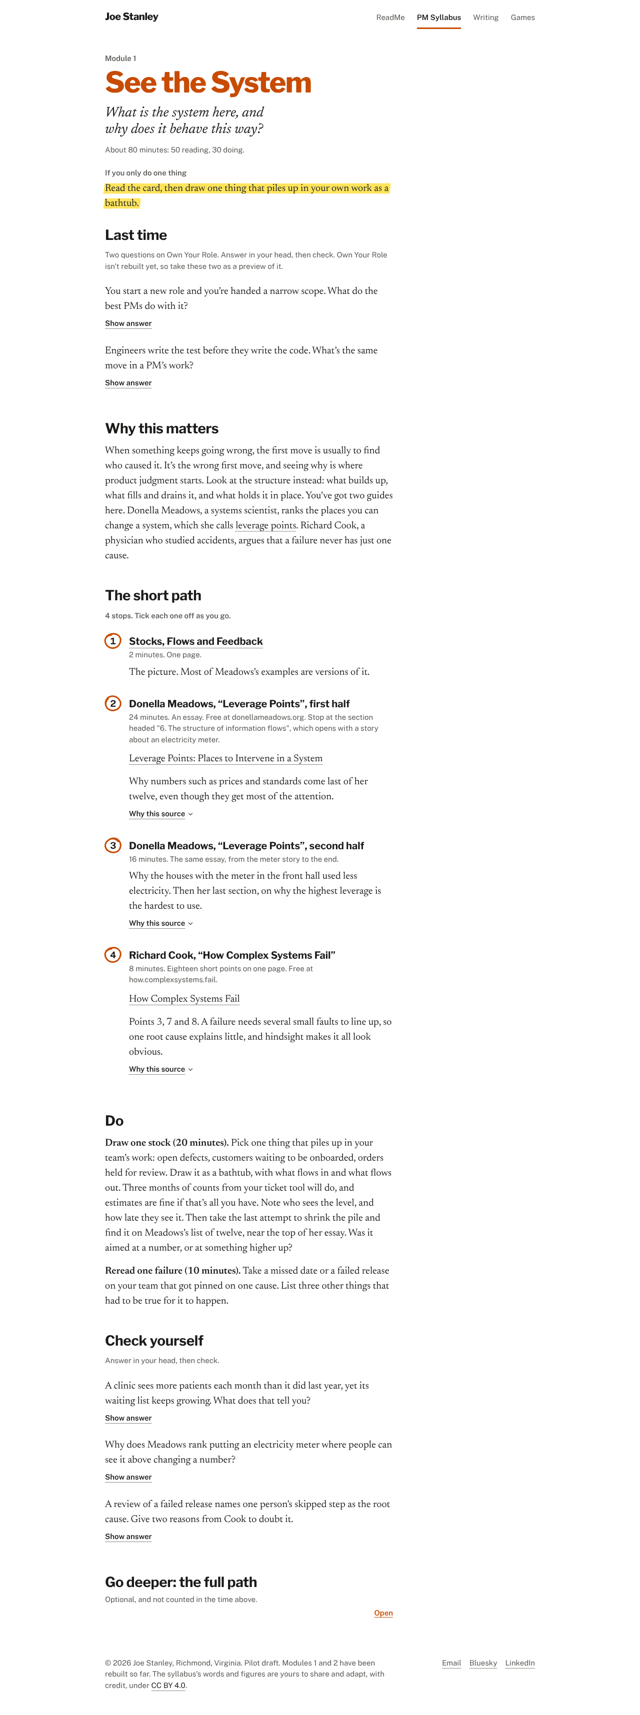 Joe Stanley
ReadMe PM Syllabus Writing Games
Module 1
See the System
What is the system here, and
why does it behave this way?
About 80 minutes: 50 reading, 30 doing.
If you only do one thing
Read the card, then draw one thing that piles up in your own work as a
bathtub.
Last time
Two questions on Own Your Role. Answer in your head, then check. Own Your Role
isn't rebuilt yet, so take these two as a preview of it.
You start a new role and you’re handed a narrow scope. What do the
best PMs do with it?
Show answer
Engineers write the test before they write the code. What’s the same
move in a PM’s work?
Show answer
Why this matters
When something keeps going wrong, the first move is usually to find
who caused it. It’s the wrong first move, and seeing why is where
product judgment starts. Look at the structure instead: what builds up,
what fills and drains it, and what holds it in place. You’ve got two guides
here. Donella Meadows, a systems scientist, ranks the places you can
change a system, which she calls leverage points. Richard Cook, a
physician who studied accidents, argues that a failure never has just one
cause.
The short path
4 stops. Tick each one off as you go.
1 Stocks, Flows and Feedback
2 minutes. One page.
The picture. Most of Meadows’s examples are versions of it.
2 Donella Meadows, “Leverage Points”, first half
24 minutes. An essay. Free at donellameadows.org. Stop at the section
headed “6. The structure of information flows”, which opens with a story
about an electricity meter.
Leverage Points: Places to Intervene in a System
Why numbers such as prices and standards come last of her
twelve, even though they get most of the attention.
Why this source
3 Donella Meadows, “Leverage Points”, second half
16 minutes. The same essay, from the meter story to the end.
Why the houses with the meter in the front hall used less
electricity. Then her last section, on why the highest leverage is
the hardest to use.
Why this source
4 Richard Cook, “How Complex Systems Fail”
8 minutes. Eighteen short points on one page. Free at
how.complexsystems.fail.
How Complex Systems Fail
Points 3, 7 and 8. A failure needs several small faults to line up, so
one root cause explains little, and hindsight makes it all look
obvious.
Why this source
Do
Draw one stock (20 minutes). Pick one thing that piles up in your
team’s work: open defects, customers waiting to be onboarded, orders
held for review. Draw it as a bathtub, with what flows in and what flows
out. Three months of counts from your ticket tool will do, and
estimates are fine if that’s all you have. Note who sees the level, and
how late they see it. Then take the last attempt to shrink the pile and
find it on Meadows’s list of twelve, near the top of her essay. Was it
aimed at a number, or at something higher up?
Reread one failure (10 minutes). Take a missed date or a failed release
on your team that got pinned on one cause. List three other things that
had to be true for it to happen.
Check yourself
Answer in your head, then check.
A clinic sees more patients each month than it did last year, yet its
waiting list keeps growing. What does that tell you?
Show answer
Why does Meadows rank putting an electricity meter where people can
see it above changing a number?
Show answer
A review of a failed release names one person’s skipped step as the root
cause. Give two reasons from Cook to doubt it.
Show answer
Go deeper: the full path
Optional, and not counted in the time above.
Open
© 2026 Joe Stanley, Richmond, Virginia. Pilot draft. Modules 1 and 2 have been
rebuilt so far. The syllabus’s words and figures are yours to share and adapt, with
credit, under CC BY 4.0.
Email Bluesky LinkedIn